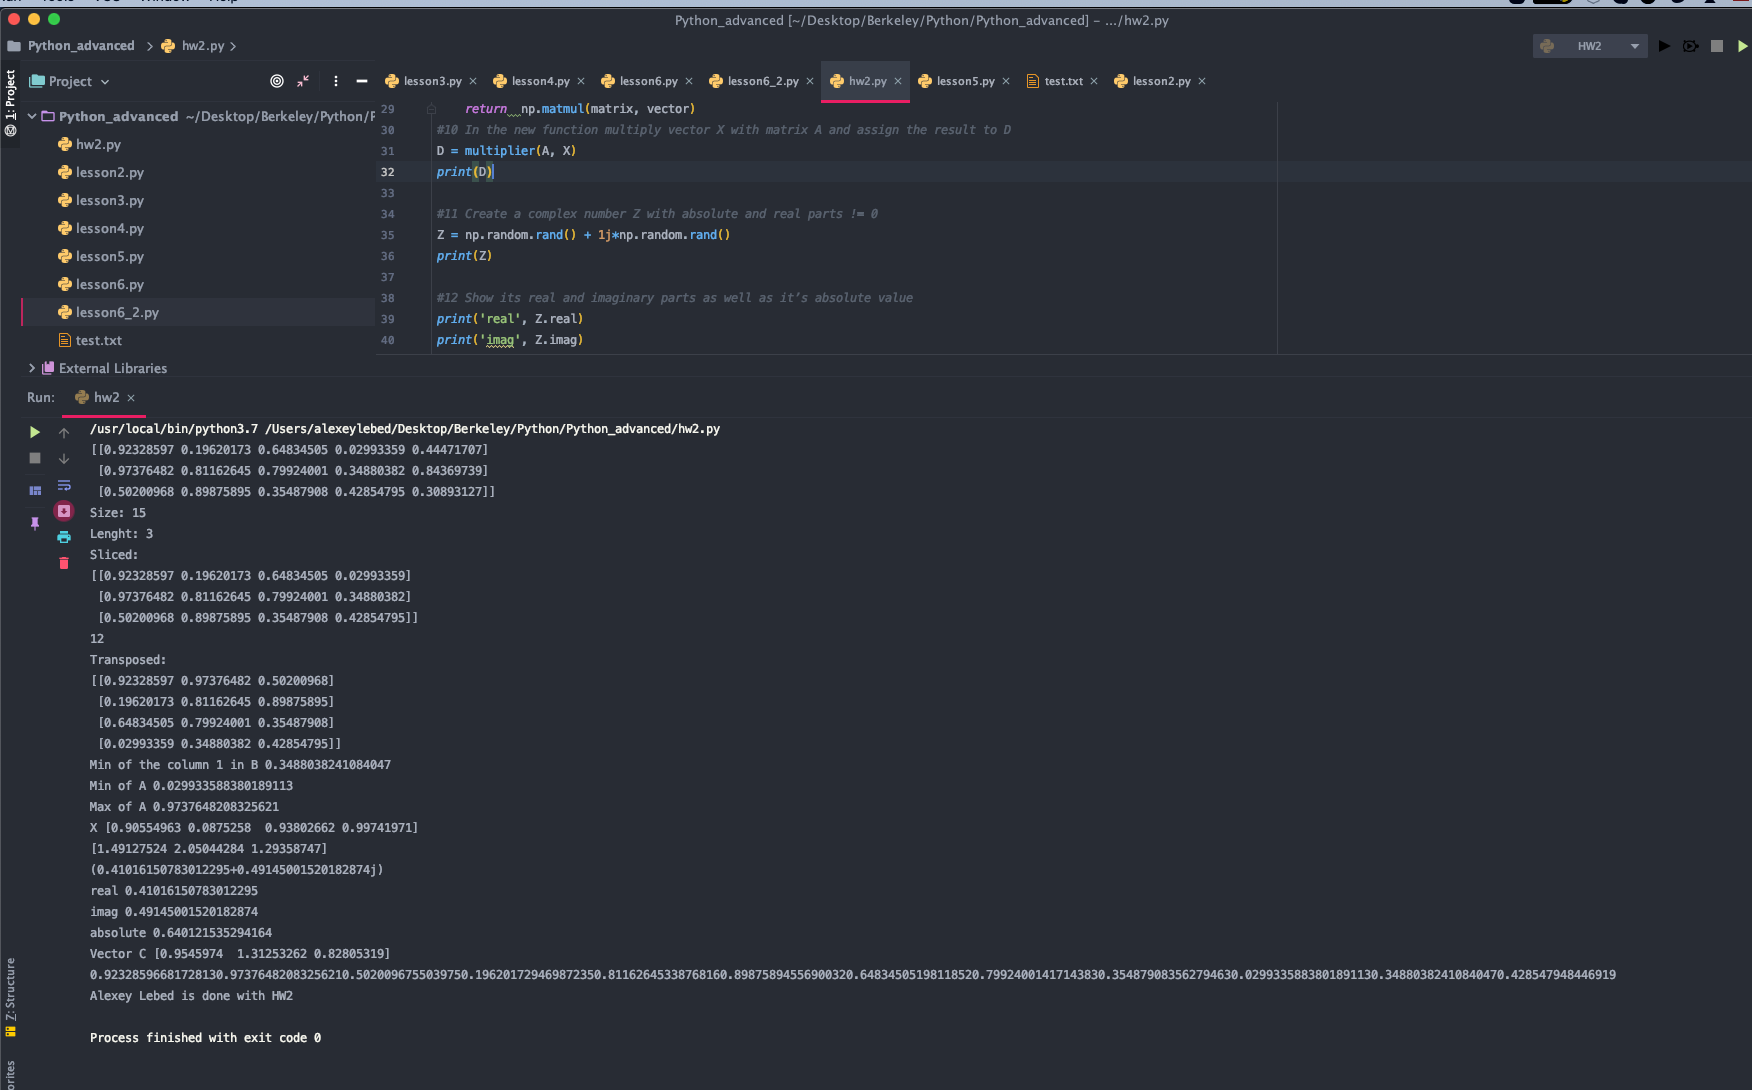 Python_advanced [~/Desktop/Berkeley/Python/Python_advanced] – .../hw2.py
Python_advanced > hw2.py >
HW2
1: Project
Project
lesson3.py × lesson4.py × lesson6.py × lesson6_2.py × hw2.py × lesson5.py × test.txt × lesson2.py ×
Python_advanced ~/Desktop/Berkeley/Python/P
hw2.py
lesson2.py
lesson3.py
lesson4.py
lesson5.py
lesson6.py
lesson6_2.py
test.txt
External Libraries
29 return np.matmul(matrix, vector)
30 #10 In the new function multiply vector X with matrix A and assign the result to D
31 D = multiplier(A, X)
32 print(D)
33
34 #11 Create a complex number Z with absolute and real parts != 0
35 Z = np.random.rand() + 1j*np.random.rand()
36 print(Z)
37
38 #12 Show its real and imaginary parts as well as it’s absolute value
39 print('real', Z.real)
40 print('imag', Z.imag)
Run: hw2 ×
/usr/local/bin/python3.7 /Users/alexeylebed/Desktop/Berkeley/Python/Python_advanced/hw2.py
[[0.92328597 0.19620173 0.64834505 0.02993359 0.44471707]
[0.97376482 0.81162645 0.79924001 0.34880382 0.84369739]
[0.50200968 0.89875895 0.35487908 0.42854795 0.30893127]]
Size: 15
Lenght: 3
Sliced:
[[0.92328597 0.19620173 0.64834505 0.02993359]
[0.97376482 0.81162645 0.79924001 0.34880382]
[0.50200968 0.89875895 0.35487908 0.42854795]]
12
Transposed:
[[0.92328597 0.97376482 0.50200968]
[0.19620173 0.81162645 0.89875895]
[0.64834505 0.79924001 0.35487908]
[0.02993359 0.34880382 0.42854795]]
Min of the column 1 in B 0.3488038241084047
Min of A 0.029933588380189113
Max of A 0.9737648208325621
X [0.90554963 0.0875258  0.93802662 0.99741971]
[1.49127524 2.05044284 1.29358747]
(0.41016150783012295+0.49145001520182874j)
real 0.41016150783012295
imag 0.49145001520182874
absolute 0.640121535294164
Vector C [0.9545974  1.31253262 0.82805319]
0.92328596681728130.97376482083256210.5020096755039750.196201729469872350.81162645338768160.89875894556900320.64834505198118520.79924001417143830.354879083562794630.0299335883801891130.34880382410840470.428547948446919
Alexey Lebed is done with HW2
Process finished with exit code 0
Z: Structure